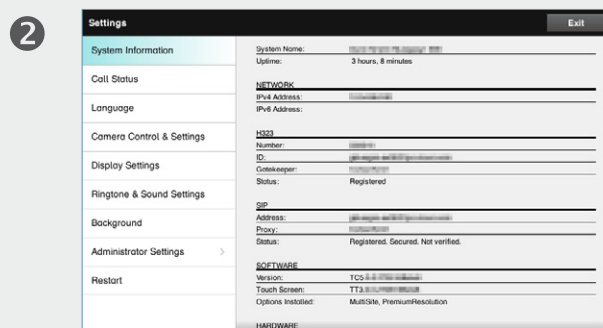 2
Settings
Exit
System Information
Call Status
Language
Camera Control & Settings
Display Settings
Ringtone & Sound Settings
Background
Administrator Settings >
Restart
System Name:
Uptime: 3 hours, 8 minutes
NETWORK
IPv4 Address:
IPv6 Address:
H323
Number:
ID:
Gatekeeper:
Status: Registered
SIP
Address:
Proxy:
Status: Registered. Secured. Not verified.
SOFTWARE
Version: TC5
Touch Screen: TT3
Options Installed: MultiSite, PremiumResolution
HARDWARE